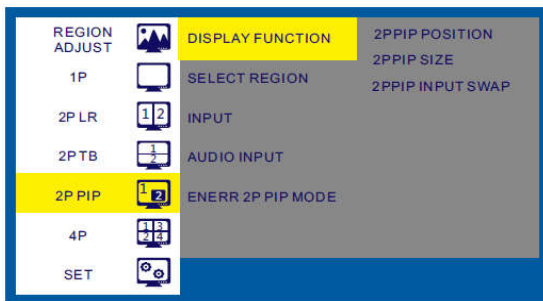 REGION
ADJUST
1P
2P LR
2P TB
2P PIP
4P
SET
1 2
1
2
1
2
1 3
2 4
DISPLAY FUNCTION
SELECT REGION
INPUT
AUDIO INPUT
ENERR 2P PIP MODE
2PPIP POSITION
2PPIP SIZE
2PPIP INPUT SWAP